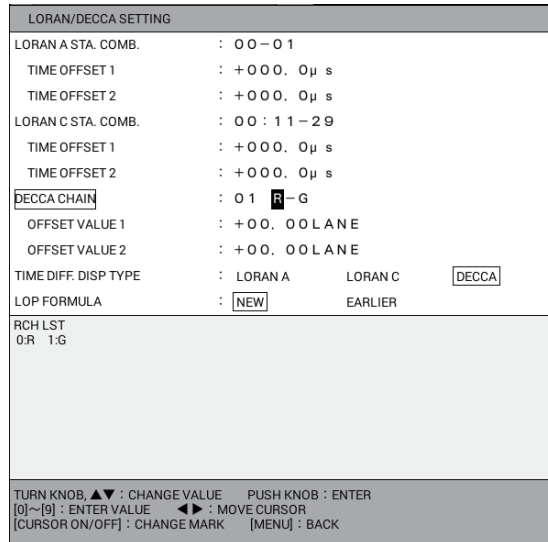 LORAN/DECCA SETTING
LORAN A STA. COMB. : 00-01
TIME OFFSET 1 : +000. 0μ s
TIME OFFSET 2 : +000. 0μ s
LORAN C STA. COMB. : 00:11-29
TIME OFFSET 1 : +000. 0μ s
TIME OFFSET 2 : +000. 0μ s
DECCA CHAIN : 01 R-G
OFFSET VALUE 1 : +00. 00LANE
OFFSET VALUE 2 : +00. 00LANE
TIME DIFF. DISP TYPE : LORAN A LORAN C DECCA
LOP FORMULA : NEW EARLIER
RCH LST
0:R 1:G
TURN KNOB, ▲▼ : CHANGE VALUE PUSH KNOB : ENTER
[0]~[9] : ENTER VALUE ◀▶ : MOVE CURSOR
[CURSOR ON/OFF] : CHANGE MARK [MENU] : BACK